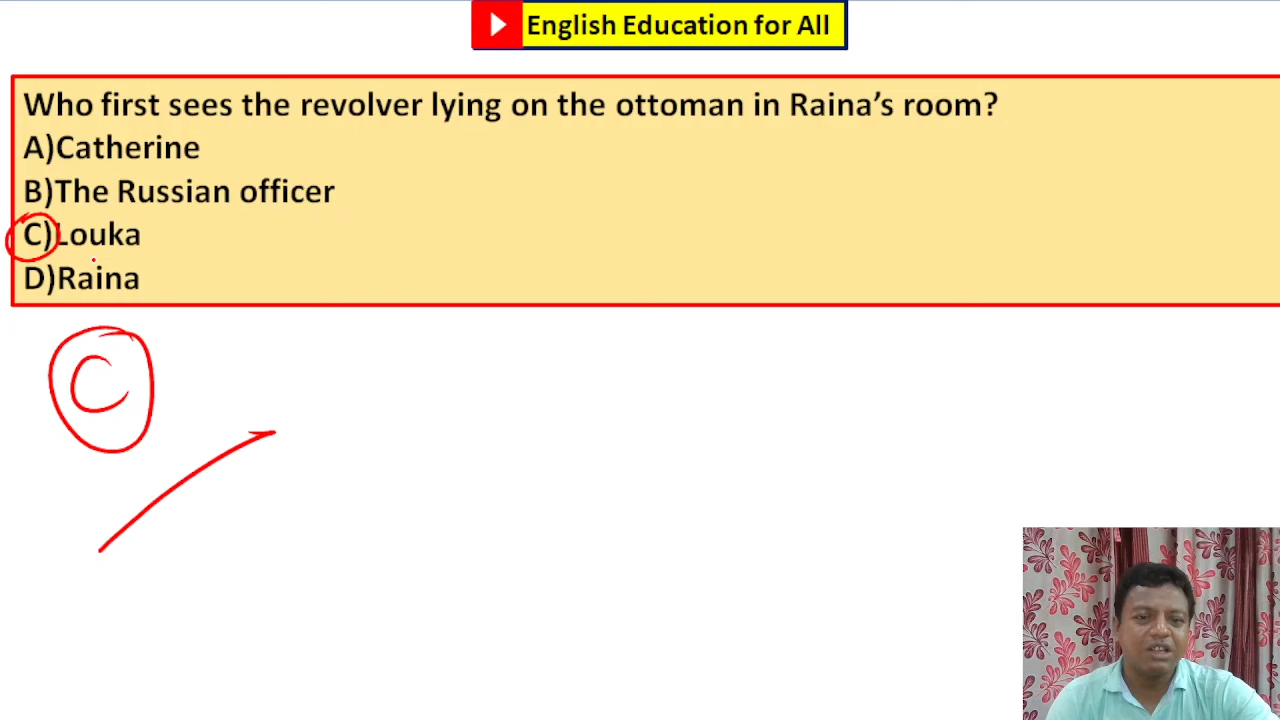 English Education for All
Who first sees the revolver lying on the ottoman in Raina’s room?
A)Catherine
B)The Russian officer
C)Louka
D)Raina
C